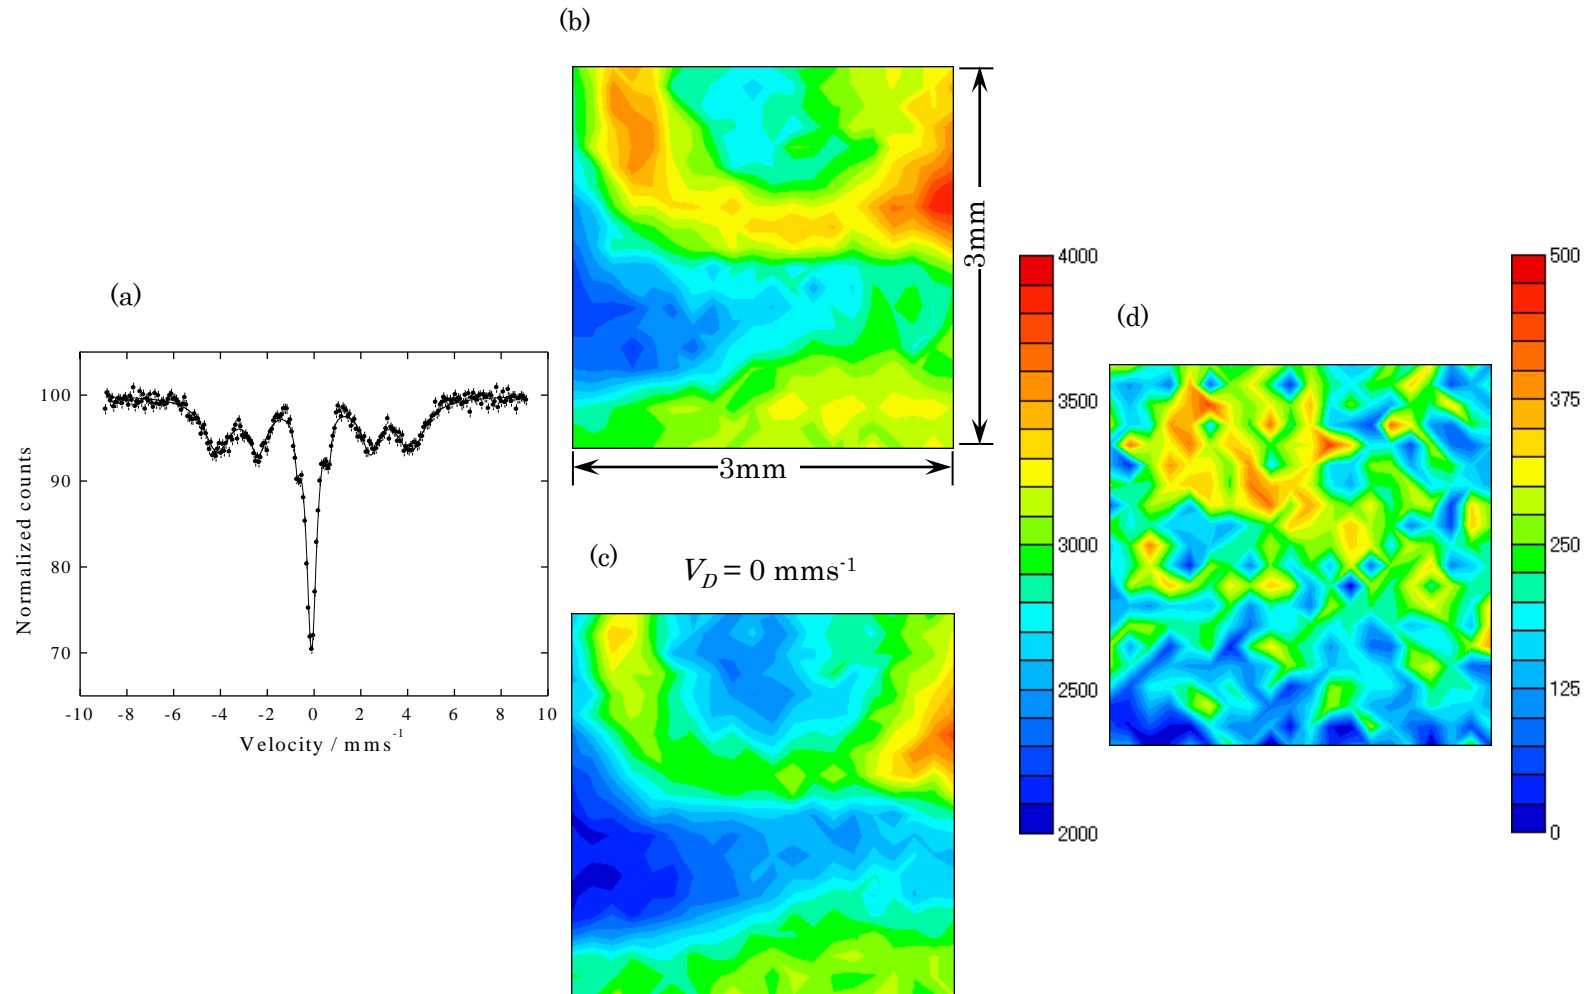 (b)
3mm
3mm
(a)
Normalized counts
100
90
80
70
-10 -8 -6 -4 -2 0 2 4 6 8 10
Velocity / mms-1
(c)
VD = 0 mms-1
4000
3500
3000
2500
2000
(d)
500
375
250
125
0